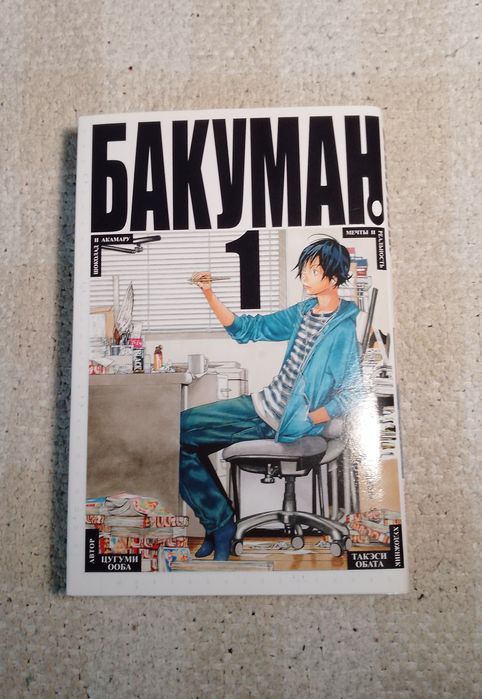 БАКУМАН.
1
ШОКОЛАД И АКАМАРУ
МЕЧТЫ И РЕАЛЬНОСТЬ
АВТОР
ЦУГУМИ
ООБА
ТАКЭСИ
ОБАТА
ХУДОЖНИК